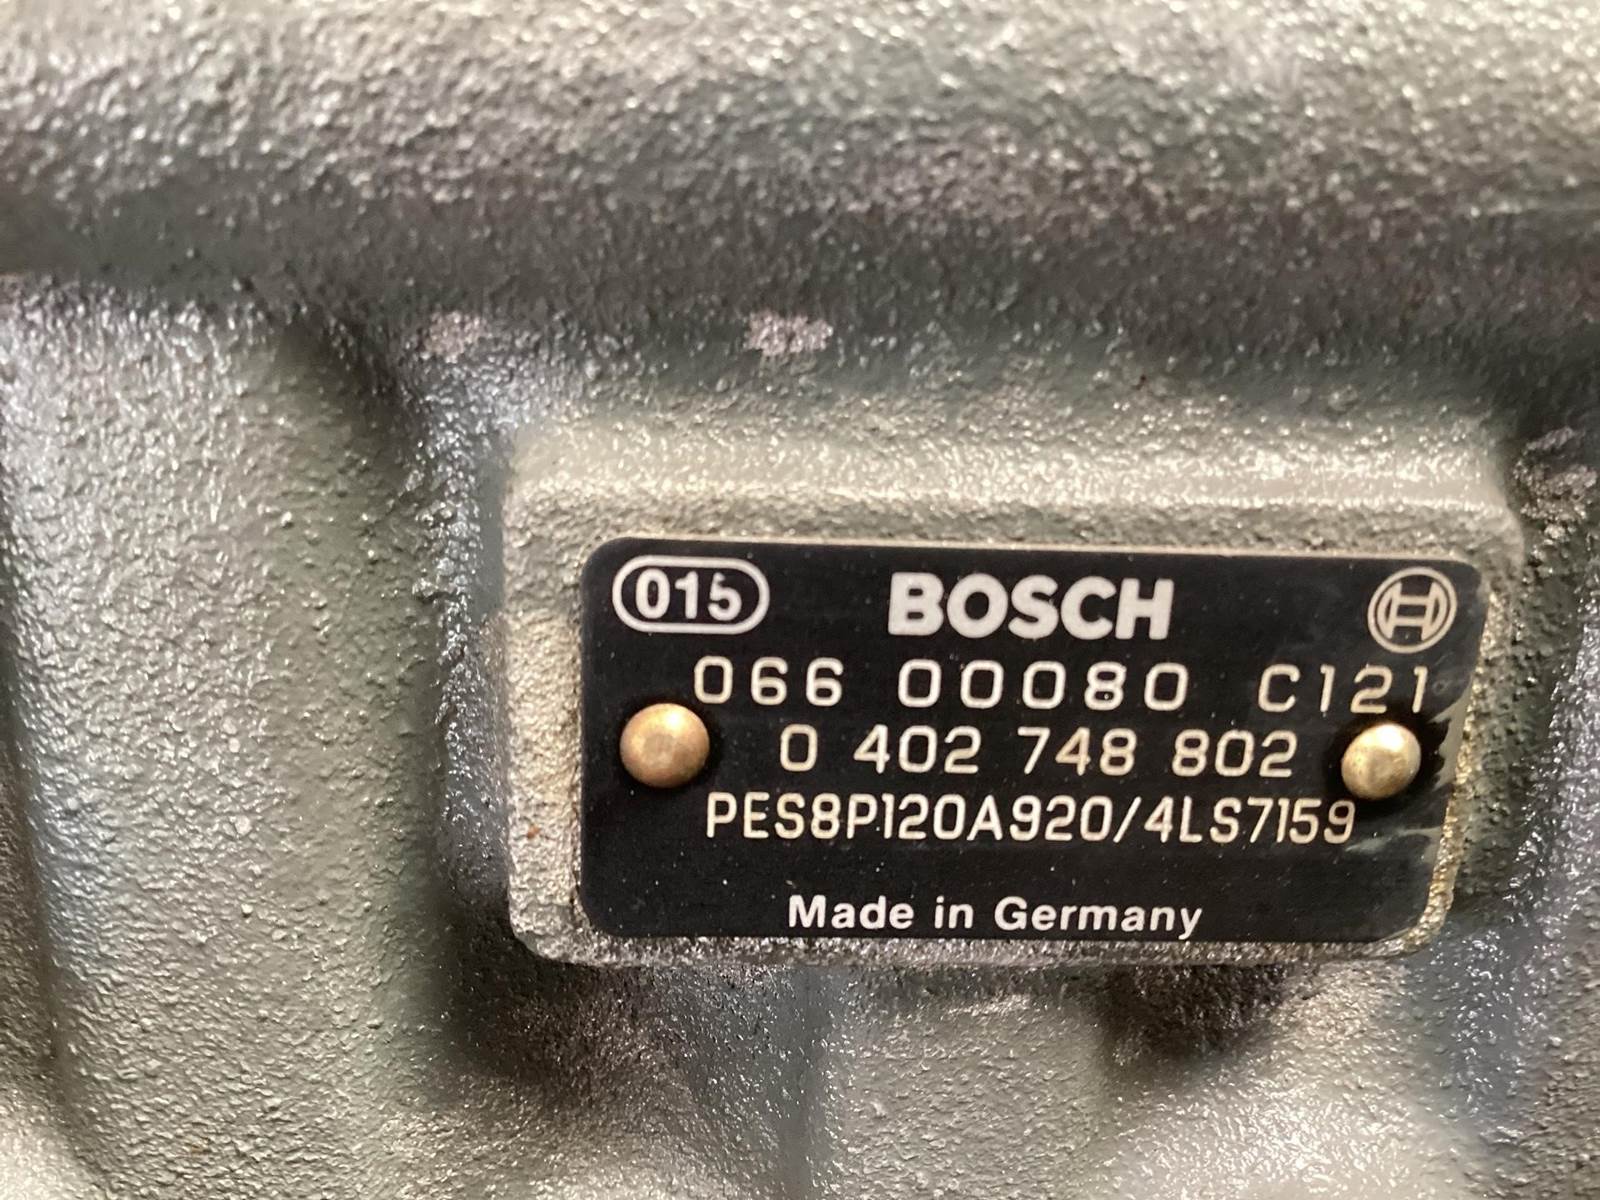 015 BOSCH
066 00080 C121
0 402 748 802
PES8P120A920/4LS7159
Made in Germany